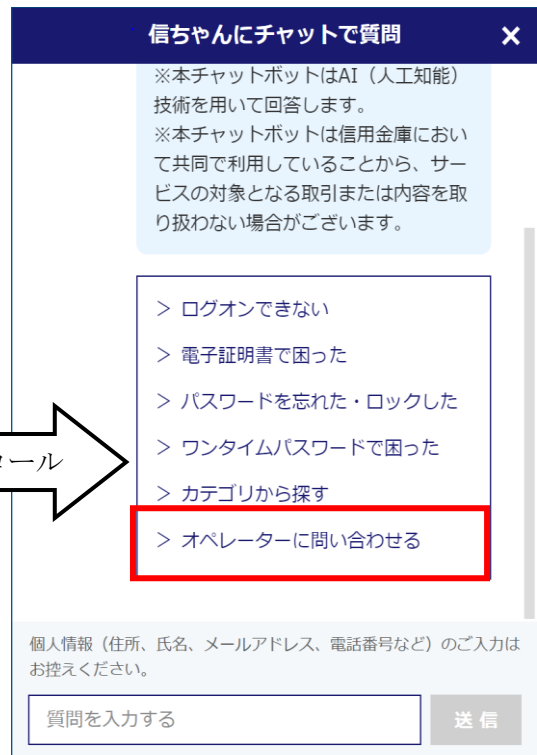 信ちゃんにチャットで質問 ×
※本チャットボットはAI（人工知能）
技術を用いて回答します。
※本チャットボットは信用金庫におい
て共同で利用していることから、サー
ビスの対象となる取引または内容を取
り扱わない場合がございます。
＞ ログオンできない
＞ 電子証明書で困った
＞ パスワードを忘れた・ロックした
＞ ワンタイムパスワードで困った
ール
＞ カテゴリから探す
＞ オペレーターに問い合わせる
個人情報（住所、氏名、メールアドレス、電話番号など）のご入力は
お控えください。
質問を入力する
送信